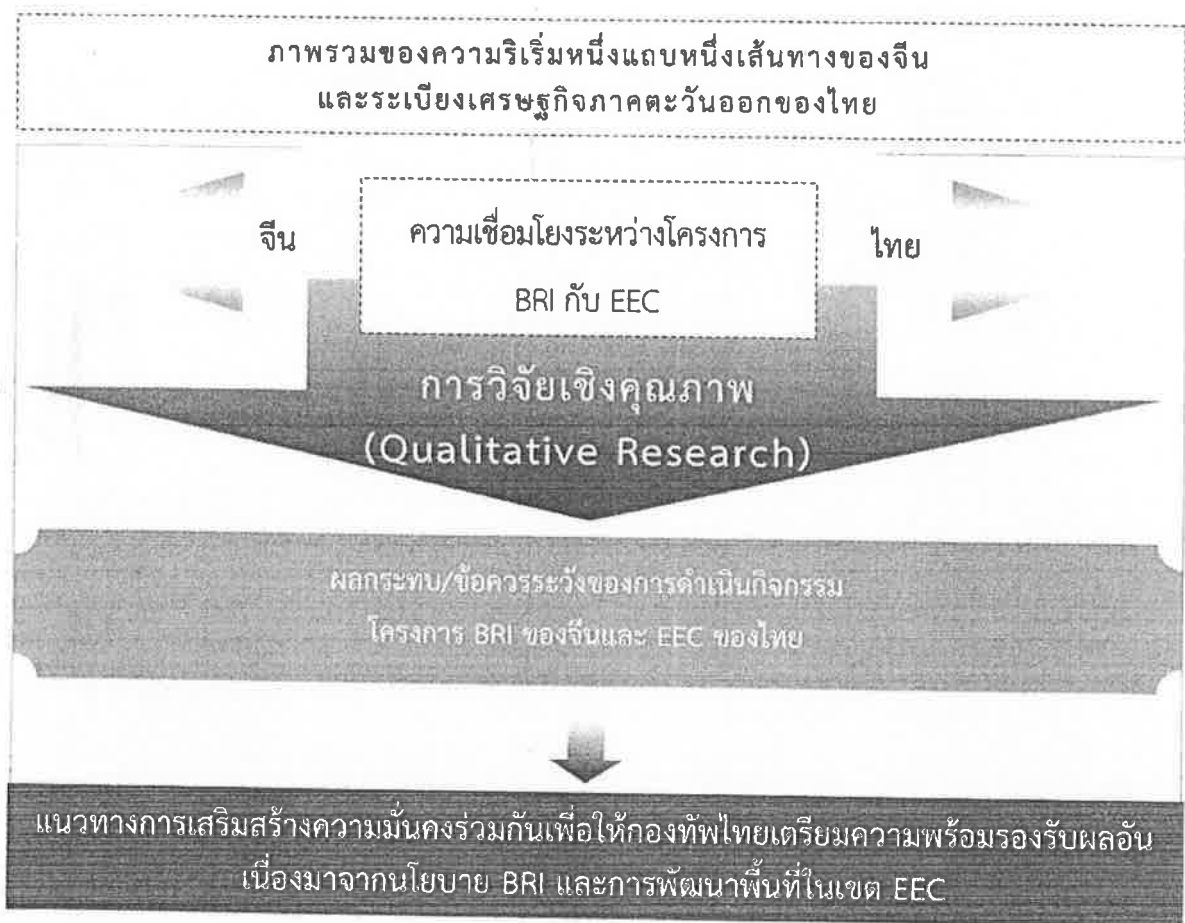 ภาพรวมของความริเริ่มหนึ่งแถบหนึ่งเส้นทางของจีน
และระเบียงเศรษฐกิจภาคตะวันออกของไทย
จีน
ความเชื่อมโยงระหว่างโครงการ
BRI กับ EEC
ไทย
การวิจัยเชิงคุณภาพ
(Qualitative Research)
ผลกระทบ/ข้อควรระวังของการดำเนินกิจกรรม
โครงการ BRI ของจีนและ EEC ของไทย
แนวทางการเสริมสร้างความมั่นคงร่วมกันเพื่อให้กองทัพไทยเตรียมความพร้อมรองรับผลอัน
เนื่องมาจากนโยบาย BRI และการพัฒนาพื้นที่ในเขต EEC